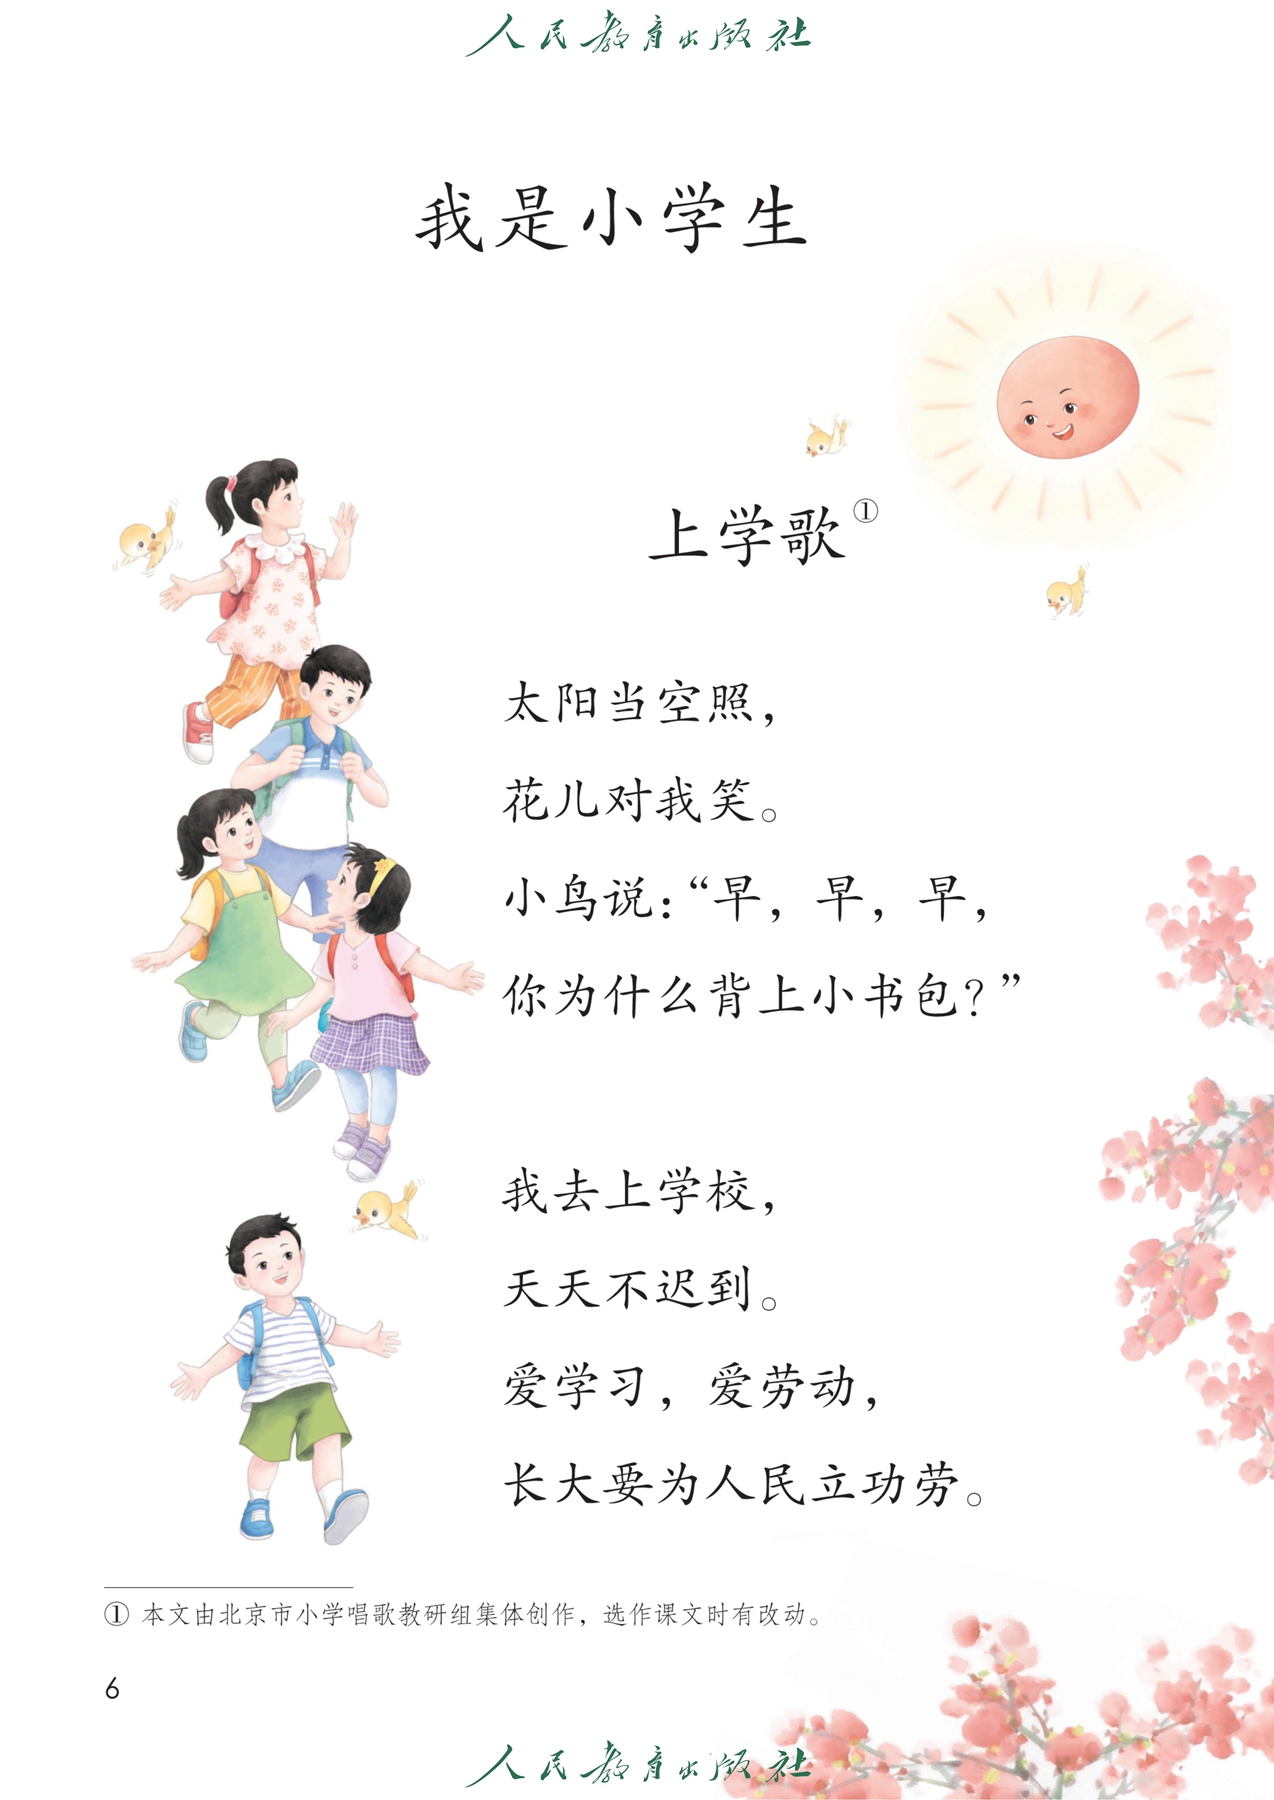 人民教育出版社
我是小学生
上学歌①
太阳当空照，
花儿对我笑。
小鸟说：“早，早，早，
你为什么背上小书包？”
我去上学校，
天天不迟到。
爱学习，爱劳动，
长大要为人民立功劳。
① 本文由北京市小学唱歌教研组集体创作，选作课文时有改动。
6
人民教育出版社